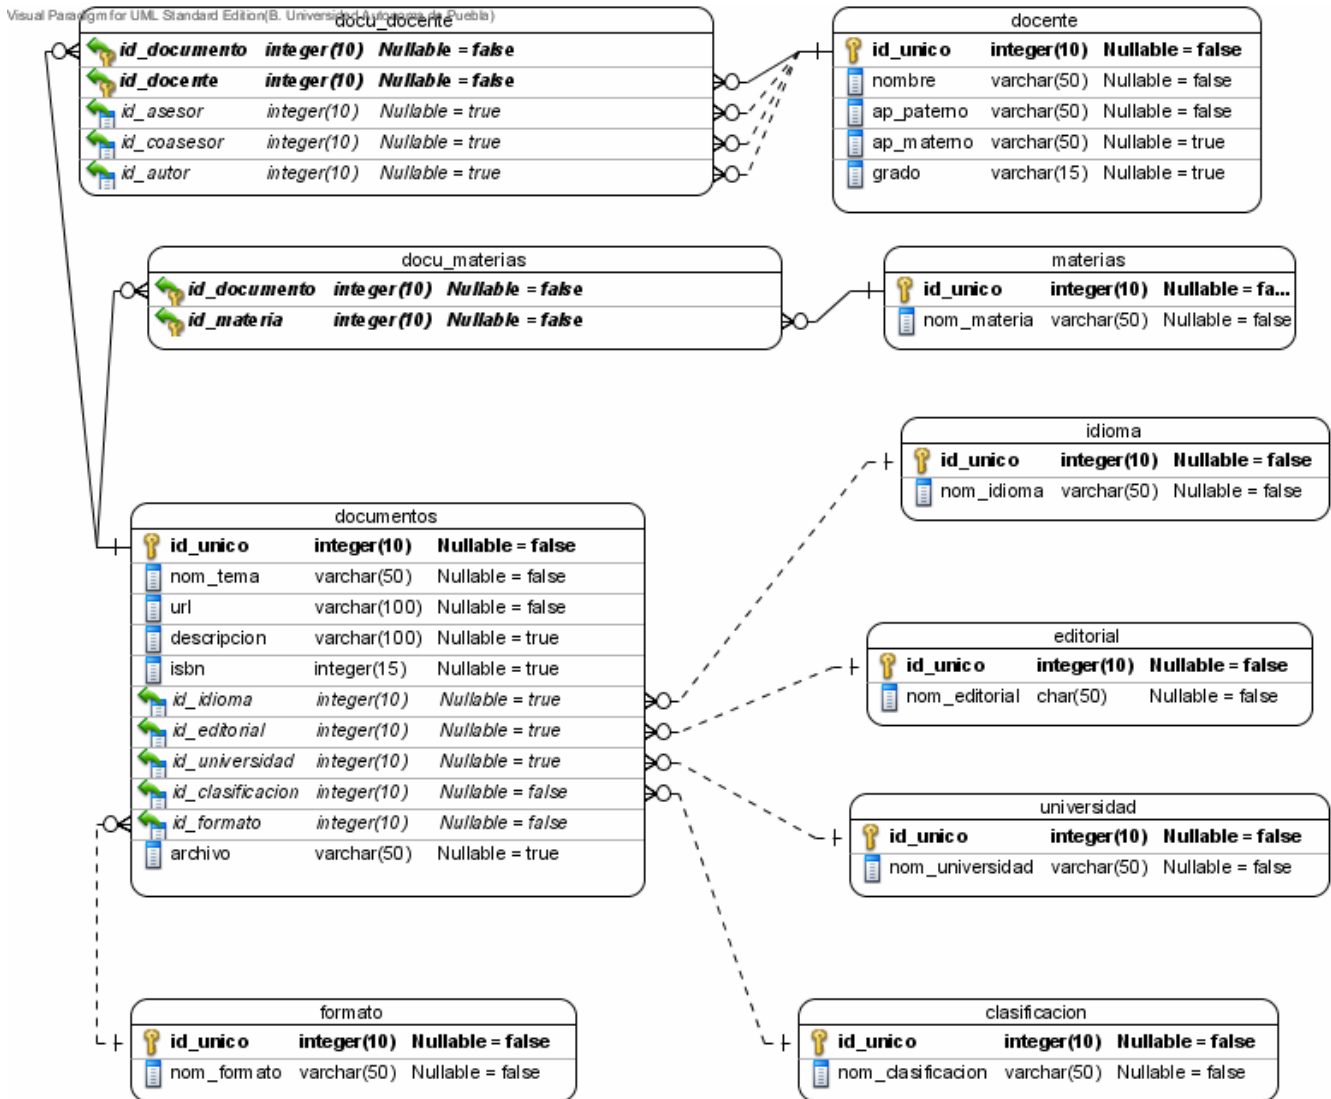 Visual Paradigm for UML Standard Edition(B. Universidad Autonoma de Puebla)
docu_docente
id_documento integer(10) Nullable = false
id_docente integer(10) Nullable = false
id_asesor integer(10) Nullable = true
id_coasesor integer(10) Nullable = true
id_autor integer(10) Nullable = true
docente
id_unico integer(10) Nullable = false
nombre varchar(50) Nullable = false
ap_paterno varchar(50) Nullable = false
ap_materno varchar(50) Nullable = true
grado varchar(15) Nullable = true
docu_materias
id_documento integer(10) Nullable = false
id_materia integer(10) Nullable = false
materias
id_unico integer(10) Nullable = fa...
nom_materia varchar(50) Nullable = false
idioma
id_unico integer(10) Nullable = false
nom_idioma varchar(50) Nullable = false
documentos
id_unico integer(10) Nullable = false
nom_tema varchar(50) Nullable = false
url varchar(100) Nullable = false
descripcion varchar(100) Nullable = true
isbn integer(15) Nullable = true
id_idioma integer(10) Nullable = true
id_editorial integer(10) Nullable = true
id_universidad integer(10) Nullable = true
id_clasificacion integer(10) Nullable = false
id_formato integer(10) Nullable = false
archivo varchar(50) Nullable = true
editorial
id_unico integer(10) Nullable = false
nom_editorial char(50) Nullable = false
universidad
id_unico integer(10) Nullable = false
nom_universidad varchar(50) Nullable = false
formato
id_unico integer(10) Nullable = false
nom_formato varchar(50) Nullable = false
clasificacion
id_unico integer(10) Nullable = false
nom_clasificacion varchar(50) Nullable = false